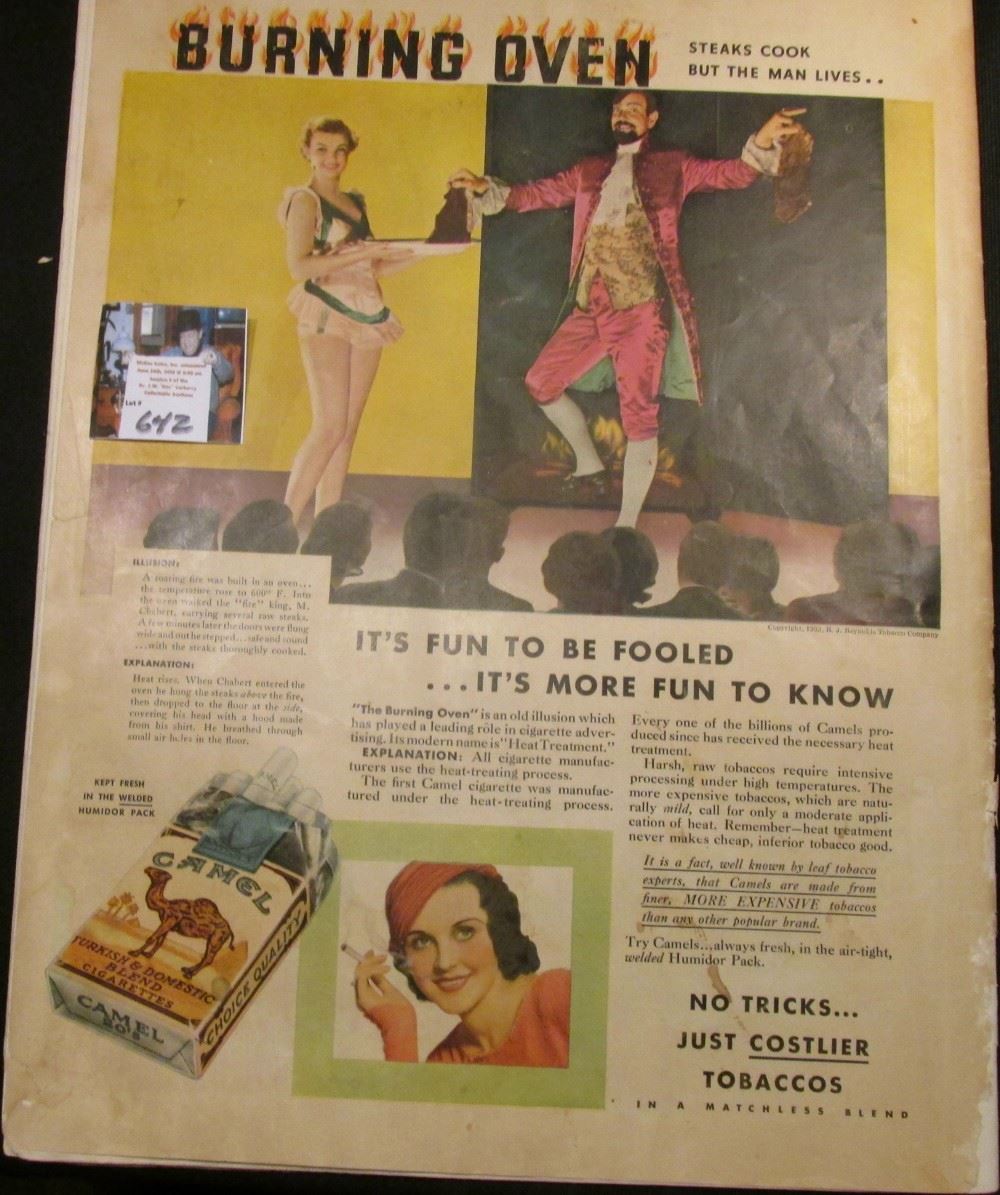 BURNING OVEN
STEAKS COOK
BUT THE MAN LIVES..
Lot #
642
ILLUSION:
A roaring fire was built in an oven...
the temperature rose to 600° F. Into
the oven walked the "fire" king, M.
Chabert, carrying several raw steaks.
A few minutes later the doors were flung
wide and out he stepped...safe and sound
...with the steaks thoroughly cooked.
EXPLANATION:
Heat rises. When Chabert entered the
oven he hung the steaks above the fire,
then dropped to the floor at the side,
covering his head with a hood made
from his shirt. He breathed through
small air holes in the floor.
KEPT FRESH
IN THE WELDED
HUMIDOR PACK
CAMEL
TURKISH & DOMESTIC
BLEND
CIGARETTES
CHOICE QUALITY
CAMEL
20's
Copyright, R. J. Reynolds Tobacco Company
IT'S FUN TO BE FOOLED
...IT'S MORE FUN TO KNOW
"The Burning Oven" is an old illusion which
has played a leading rôle in cigarette adver-
tising. Its modern name is "Heat Treatment."
EXPLANATION: All cigarette manufac-
turers use the heat-treating process.
The first Camel cigarette was manufac-
tured under the heat-treating process.
Every one of the billions of Camels pro-
duced since has received the necessary heat
treatment.
Harsh, raw tobaccos require intensive
processing under high temperatures. The
more expensive tobaccos, which are natu-
rally mild, call for only a moderate appli-
cation of heat. Remember—heat treatment
never makes cheap, inferior tobacco good.
It is a fact, well known by leaf tobacco
experts, that Camels are made from
finer, MORE EXPENSIVE tobaccos
than any other popular brand.
Try Camels...always fresh, in the air-tight,
welded Humidor Pack.
NO TRICKS...
JUST COSTLIER
TOBACCOS
IN A MATCHLESS BLEND